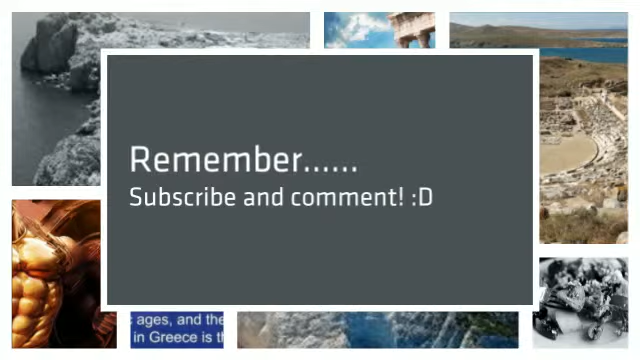 Remember......
Subscribe and comment! :D
ages, and the
in Greece is